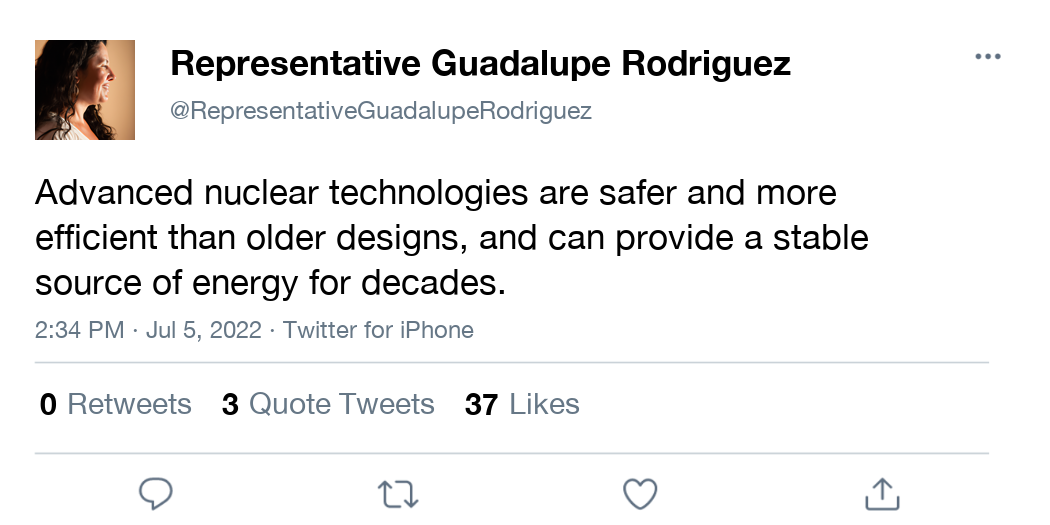 Representative Guadalupe Rodriguez
@RepresentativeGuadalupeRodriguez
Advanced nuclear technologies are safer and more
efficient than older designs, and can provide a stable
source of energy for decades.
2:34 PM · Jul 5, 2022 · Twitter for iPhone
0 Retweets 3 Quote Tweets 37 Likes